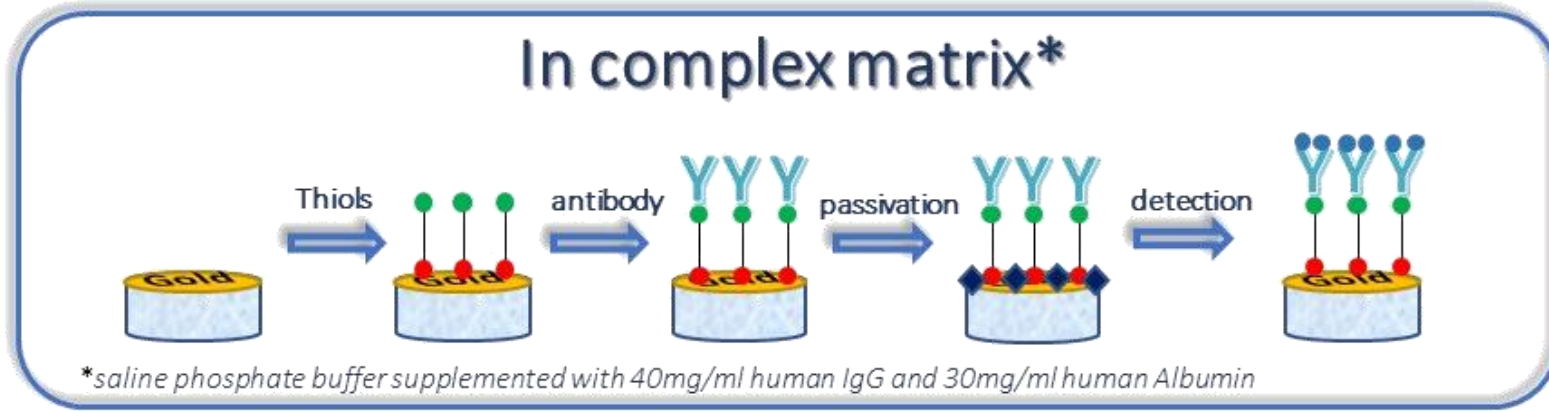 In complex matrix*
Thiols
antibody
passivation
detection
Gold
Gold
Gold
Gold
*saline phosphate buffer supplemented with 40mg/ml human IgG and 30mg/ml human Albumin